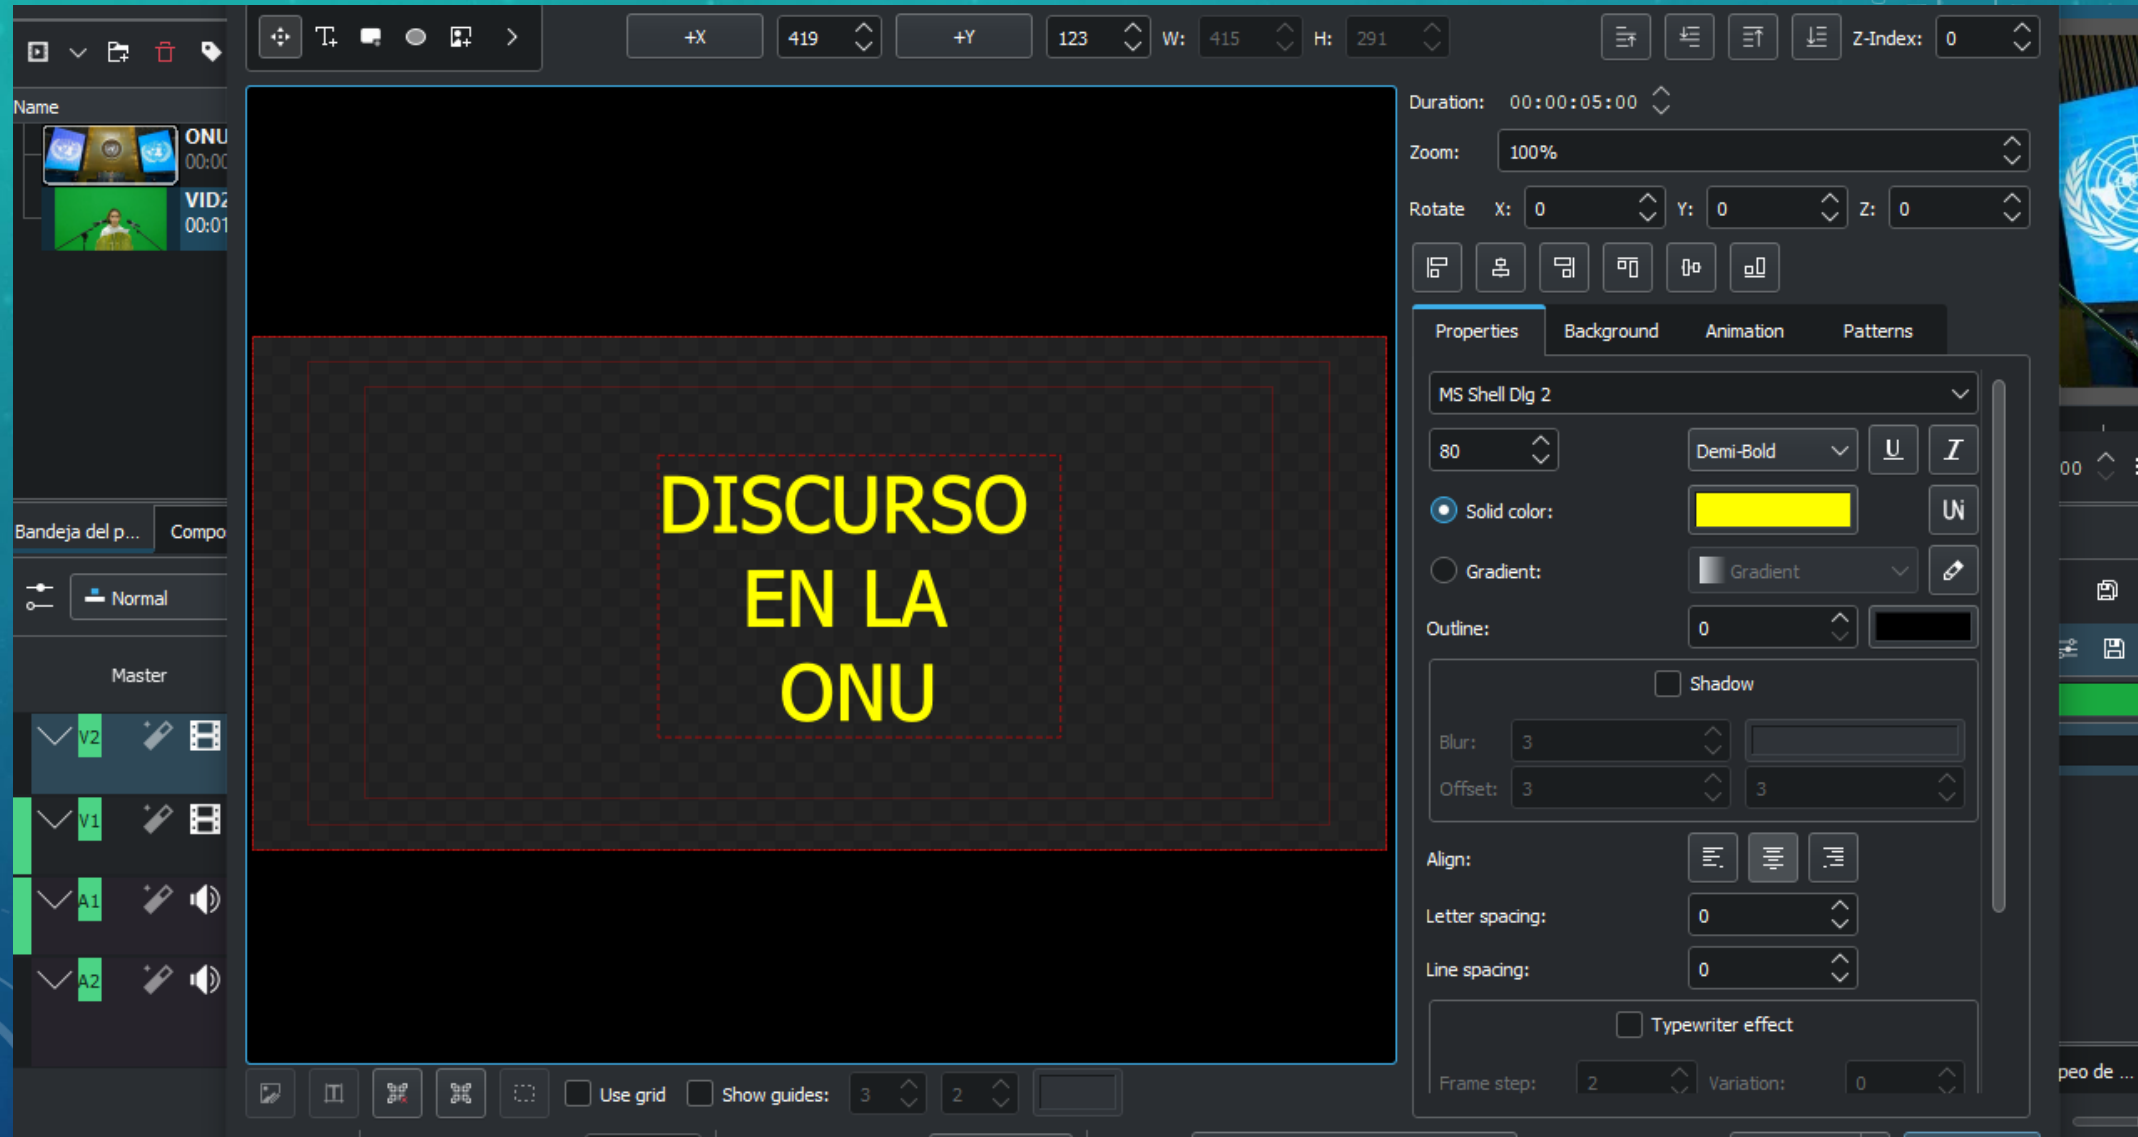 +X
419
+Y
123
W:
415
H:
291
Z-Index:
0
Name
ONU
00:00
VID2
00:01
Bandeja del p...
Compo
Normal
Master
V2
V1
A1
A2
DISCURSO
EN LA
ONU
Use grid
Show guides:
3
2
Duration:
00:00:05:00
Zoom:
100%
Rotate
X:
0
Y:
0
Z:
0
Properties
Background
Animation
Patterns
MS Shell Dlg 2
80
Demi-Bold
U
I
Solid color:
Gradient:
Gradient
Outline:
0
Shadow
Blur:
3
Offset:
3
3
Align:
Letter spacing:
0
Line spacing:
0
Typewriter effect
Frame step:
2
Variation:
0
00
peo de ...